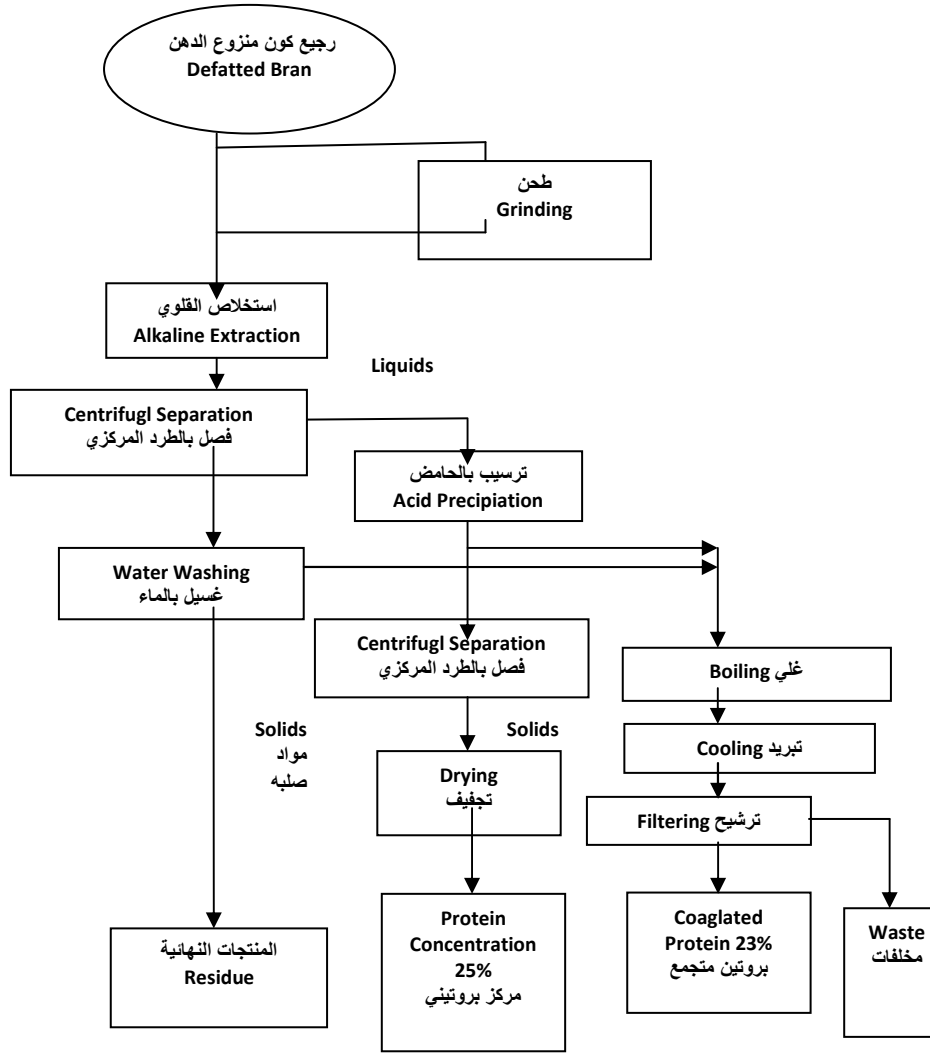 رجيع كون منزوع الدهن
Defatted Bran
طحن
Grinding
استخلاص القلوي
Alkaline Extraction
Liquids
Centrifugl Separation
فصل بالطرد المركزي
ترسيب بالحامض
Acid Precipiation
Water Washing
غسيل بالماء
Centrifugl Separation
فصل بالطرد المركزي
Boiling غلي
Solids
مواد
صلبه
Solids
Cooling تبريد
Drying
تجفيف
Filtering ترشيح
المنتجات النهائية
Residue
Protein
Concentration
25%
مركز بروتيني
Coaglated
Protein 23%
بروتين متجمع
Waste
مخلفات